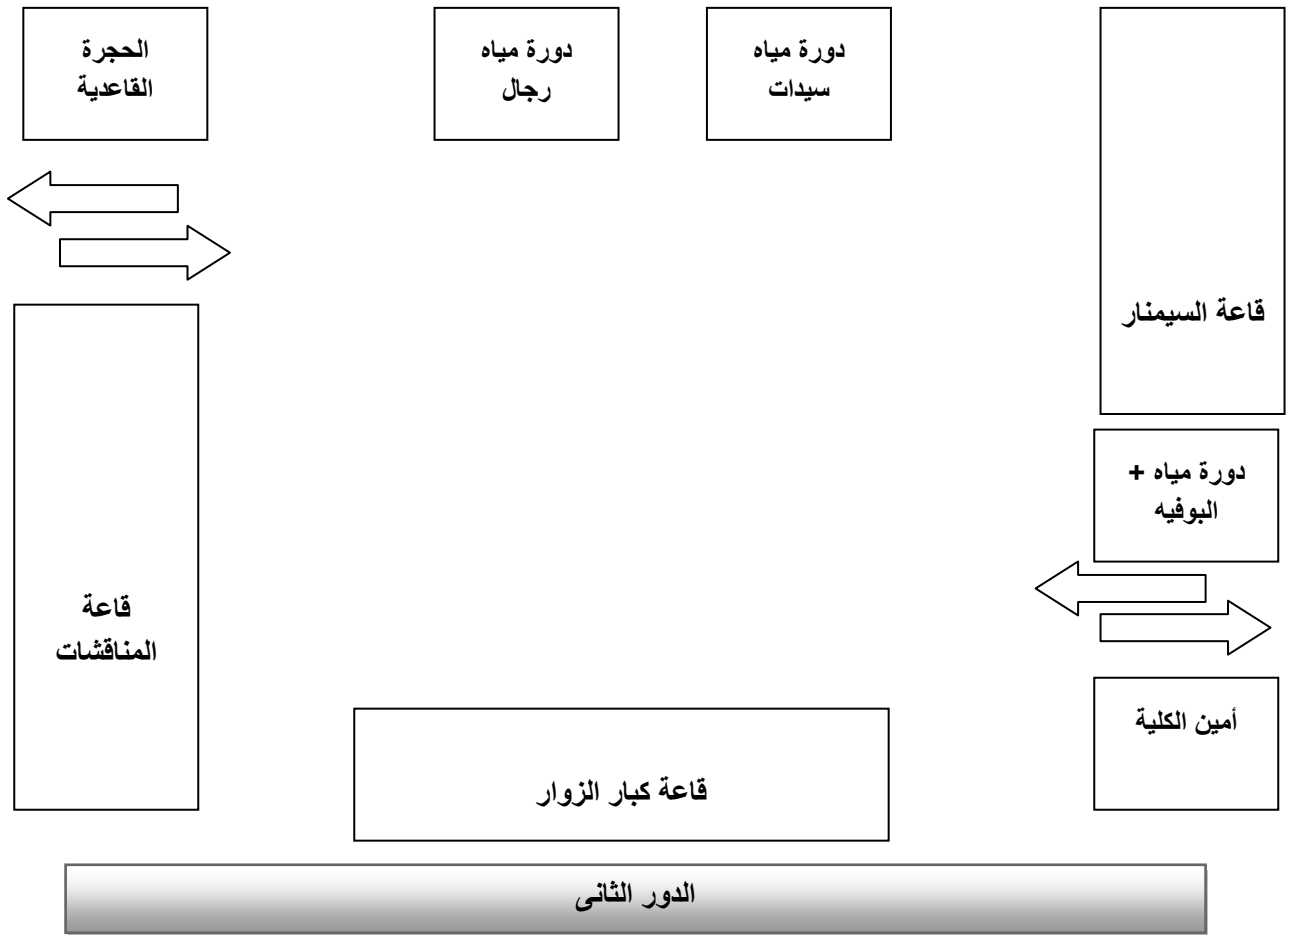 الحجرة
القاعدية
دورة مياه
رجال
دورة مياه
سيدات
قاعة السيمنار
دورة مياه +
البوفيه
قاعة
المناقشات
أمين الكلية
قاعة كبار الزوار
الدور الثانى